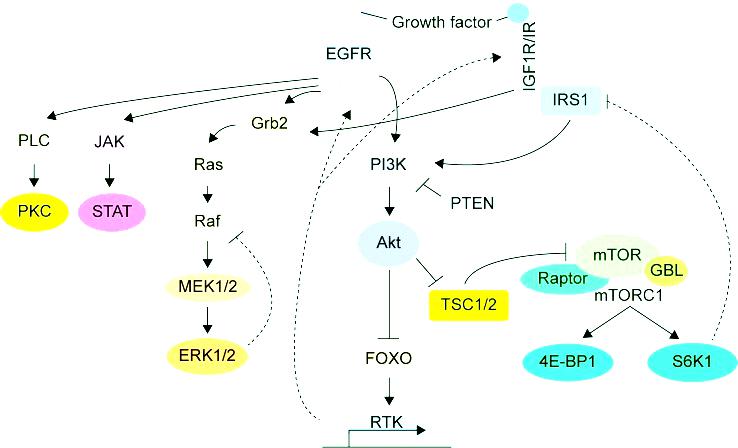 Growth factor
IGF1R/IR
EGFR
IRS1
Grb2
PLC
JAK
Ras
PI3K
PKC
STAT
PTEN
Raf
Akt
mTOR
GBL
Raptor
MEK1/2
mTORC1
TSC1/2
ERK1/2
FOXO
4E-BP1
S6K1
RTK